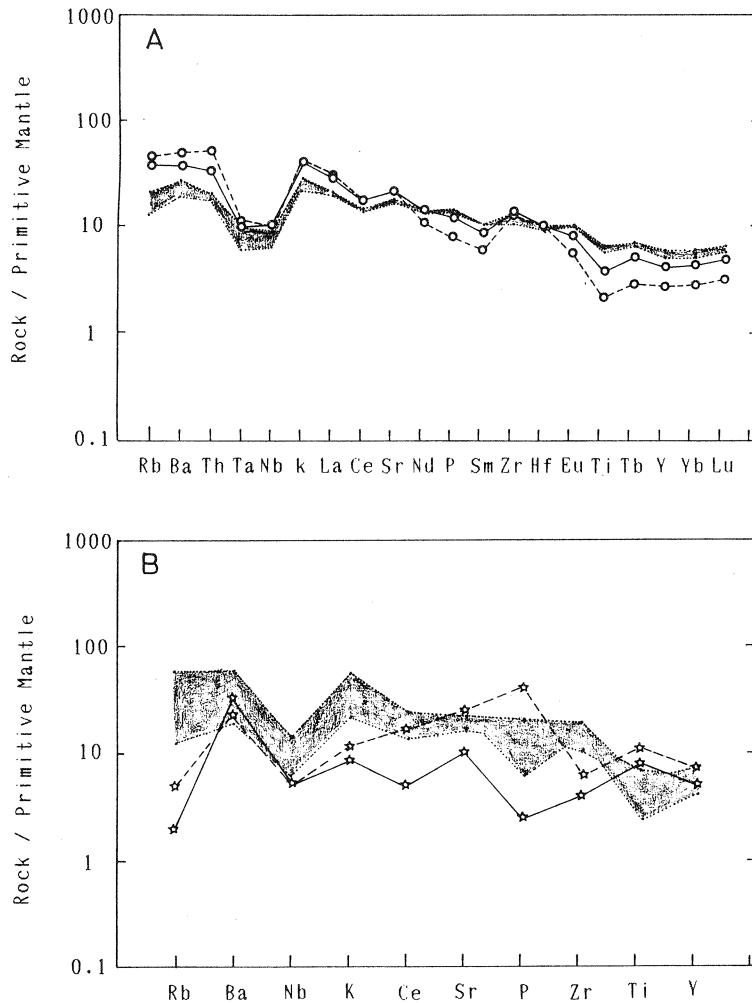 A
Rock / Primitive Mantle
1000
100
10
1
0.1
Rb Ba Th Ta Nb k La Ce Sr Nd P Sm Zr Hf Eu Ti Tb Y Yb Lu
B
Rock / Primitive Mantle
1000
100
10
1
0.1
Rb Ba Nb K Ce Sr P Zr Ti Y